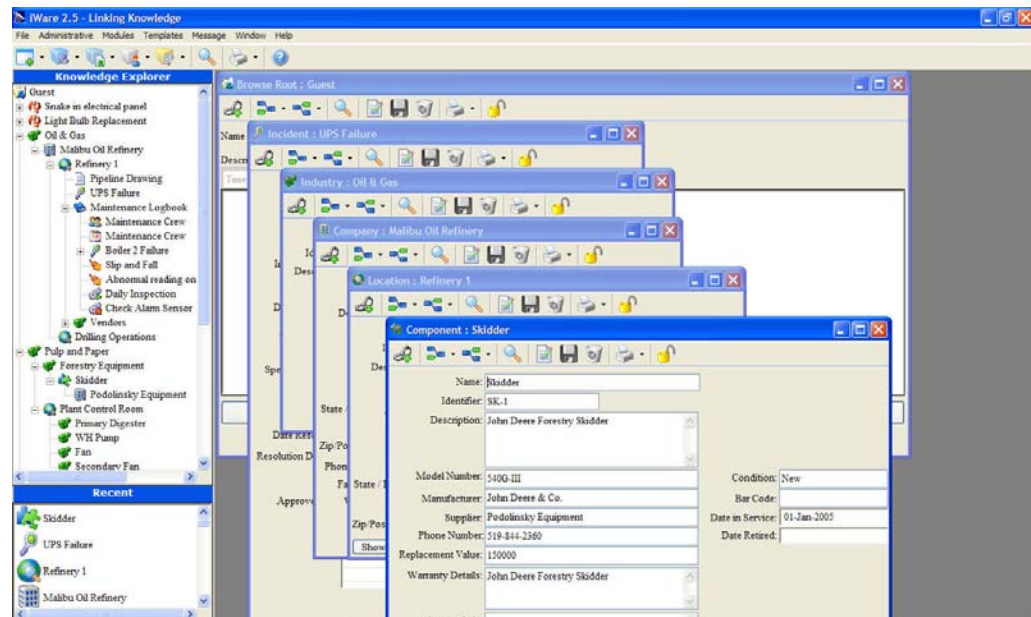 iWare 2.5 - Linking Knowledge
File Administrative Modules Templates Message Window Help
Knowledge Explorer
Guest
Snake in electrical panel
Light Bulb Replacement
Oil & Gas
Malibu Oil Refinery
Refinery 1
Pipeline Drawing
UPS Failure
Maintenance Logbook
Maintenance Crew
Maintenance Crew
Boiler 2 Failure
Slip and Fall
Abnormal reading on
Daily Inspection
Check Alarm Sensor
Vendors
Drilling Operations
Pulp and Paper
Forestry Equipment
Skidder
Podolinsky Equipment
Plant Control Room
Primary Digester
WH Pump
Fan
Secondary Fan
Recent
Skidder
UPS Failure
Refinery 1
Malibu Oil Refinery
Browse Root : Guest
Name
Descri
Incident : UPS Failure
Spe
Date Res
Resolution D
Approve
Industry : Oil & Gas
Id
Des
State /
Company : Malibu Oil Refinery
D
Zip/Po
Phon
Fa
Location : Refinery 1
De
State / 
Zip/Pos
Show
Component : Skidder
Name: Skidder
Identifier: SK-1
Description: John Deere Forestry Skidder
Model Number: 540G-III
Condition: New
Manufacturer: John Deere & Co.
Bar Code:
Supplier: Podolinsky Equipment
Date in Service: 01-Jan-2005
Phone Number: 519-844-2360
Date Retired:
Replacement Value: 150000
Warranty Details: John Deere Forestry Skidder